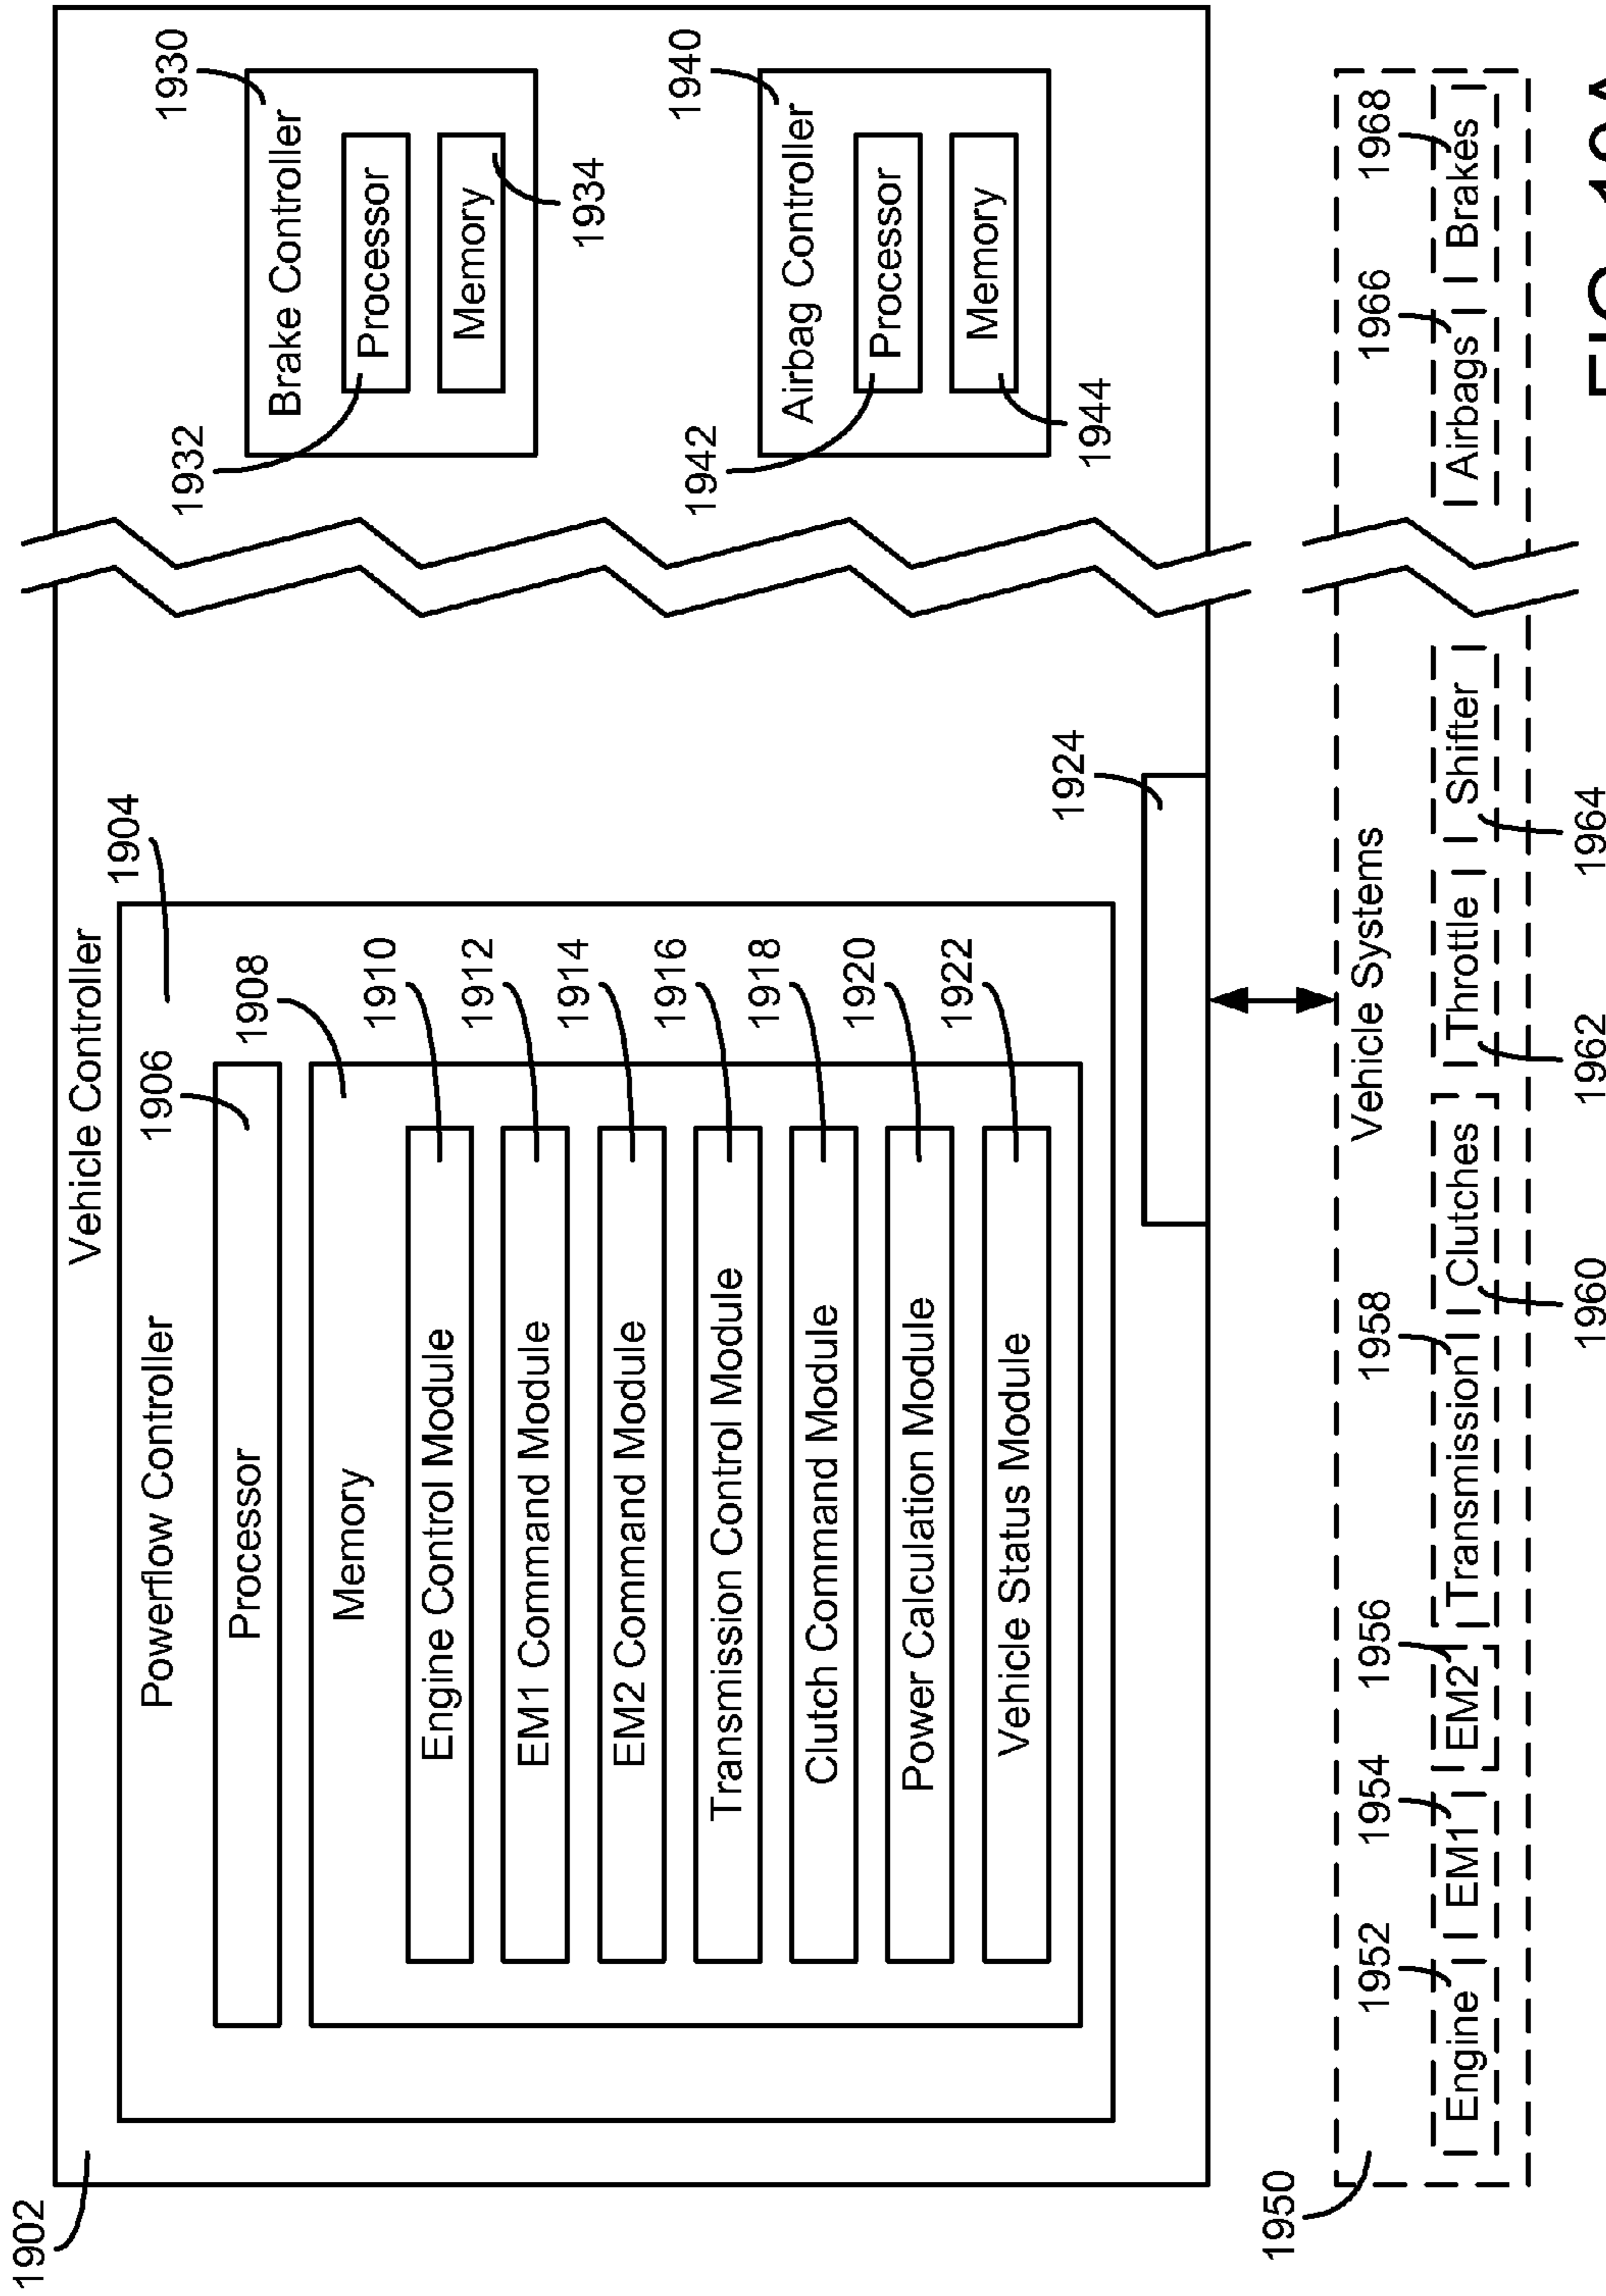 1902
Vehicle Controller
1904
Powerflow Controller
1906
Processor
1908
Memory
Engine Control Module
1910
EM1 Command Module
1912
EM2 Command Module
1914
Transmission Control Module
1916
Clutch Command Module
1918
Power Calculation Module
1920
Vehicle Status Module
1922
1924
1930
Brake Controller
1932
Processor
Memory
1934
1940
Airbag Controller
1942
Processor
Memory
1944
1950
Vehicle Systems
1952
1954
1956
1958
1966
1968
Engine
EM1
EM2
Transmission
Clutches
Throttle
Shifter
Airbags
Brakes
1960
1962
1964